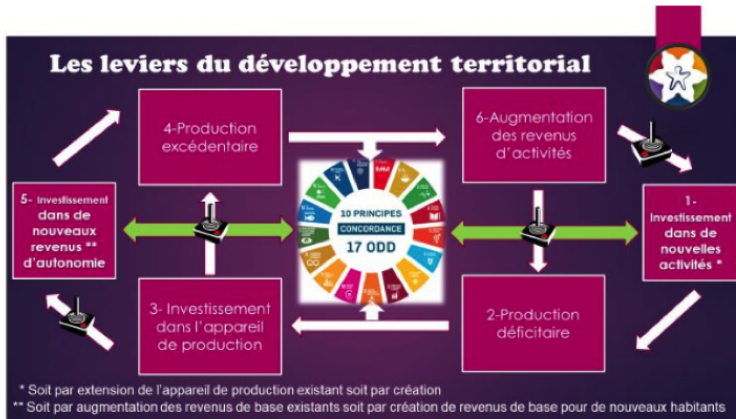 Les leviers du développement territorial
4-Production
excédentaire
6-Augmentation
des revenus
d'activités
5- Investissement
dans de
nouveaux
revenus **
d'autonomie
10 PRINCIPES
CONCORDANCE
17 ODD
1-
Investissement
dans de
nouvelles
activités *
3- Investissement
dans l'appareil
de production
2-Production
déficitaire
* Soit par extension de l'appareil de production existant soit par création
** Soit par augmentation des revenus de base existants soit par création de revenus de base pour de nouveaux habitants